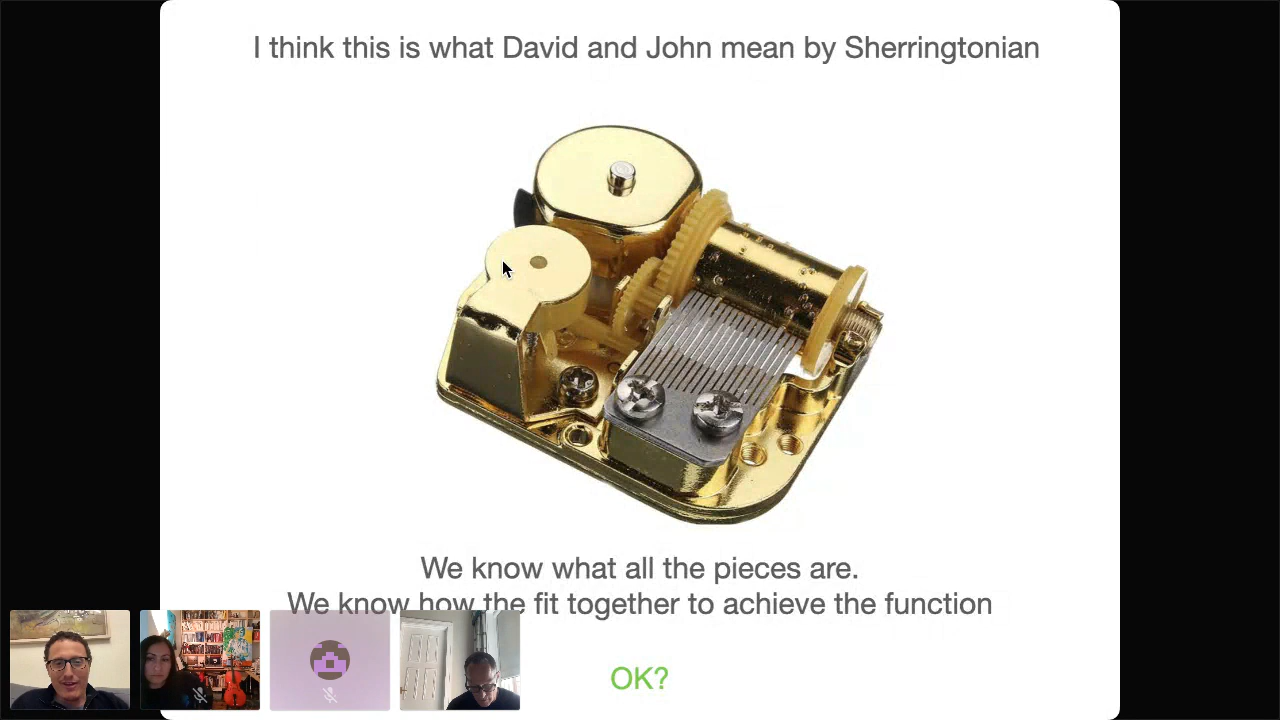 I think this is what David and John mean by Sherringtonian
We know what all the pieces are.
We know how the fit together to achieve the function
OK?